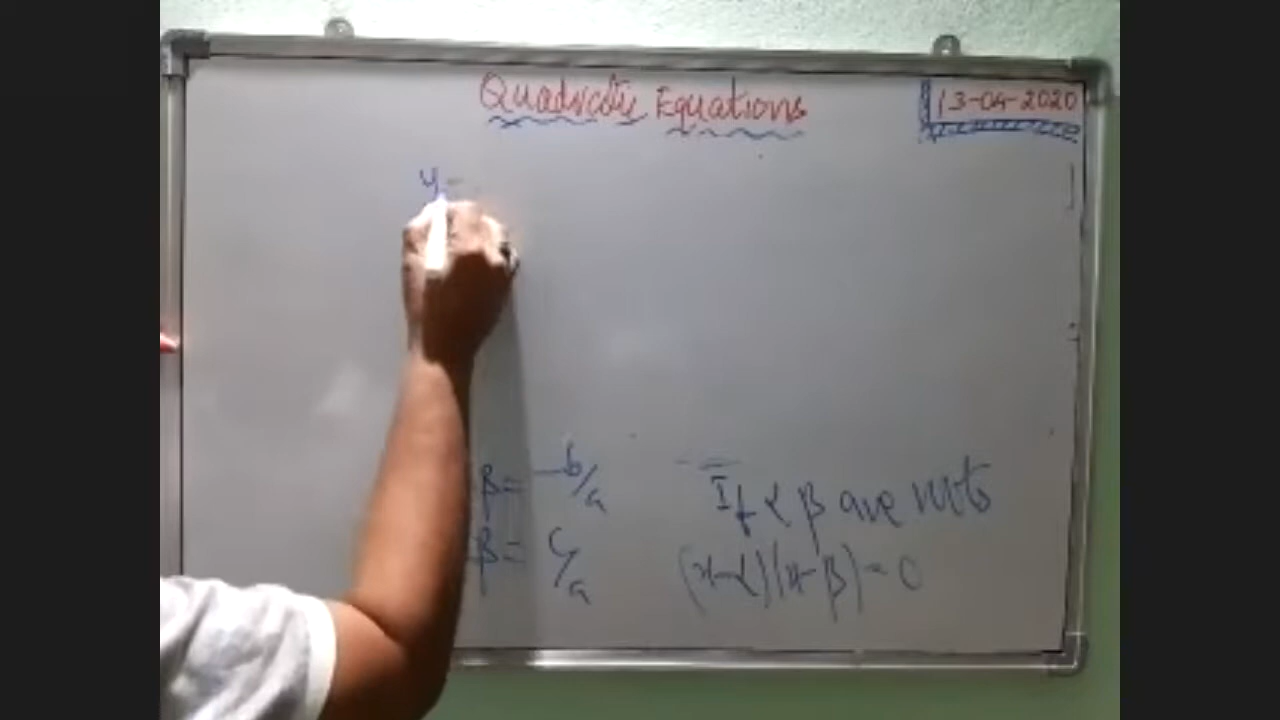 Quadratic Equations
13-04-2020
y=
β = -b/a
β = c/a
If α β are roots
(x-α)(x-β) = 0